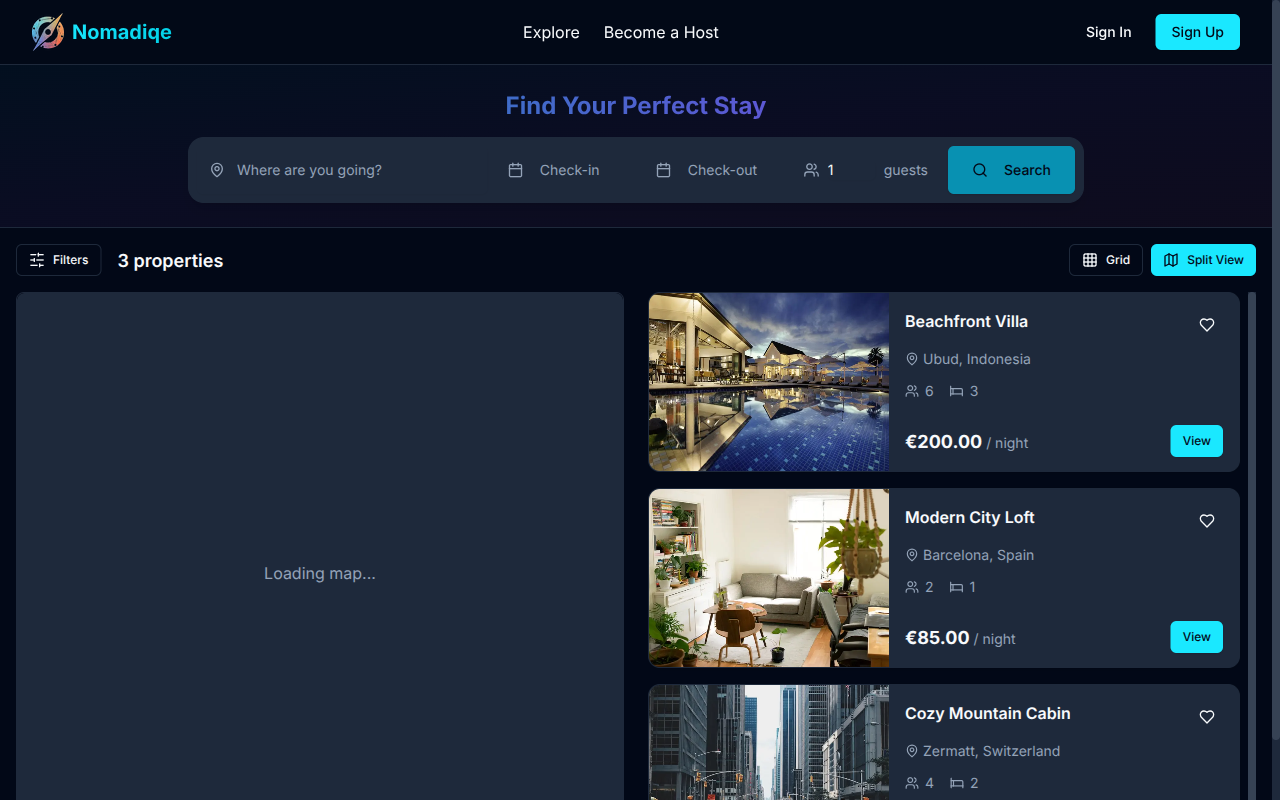 Nomadiqe
Explore
Become a Host
Sign In
Sign Up
Find Your Perfect Stay
Where are you going?
Check-in
Check-out
1
guests
Search
Filters
3 properties
Grid
Split View
Loading map...
Beachfront Villa
Ubud, Indonesia
6
3
€200.00 / night
View
Modern City Loft
Barcelona, Spain
2
1
€85.00 / night
View
Cozy Mountain Cabin
Zermatt, Switzerland
4
2